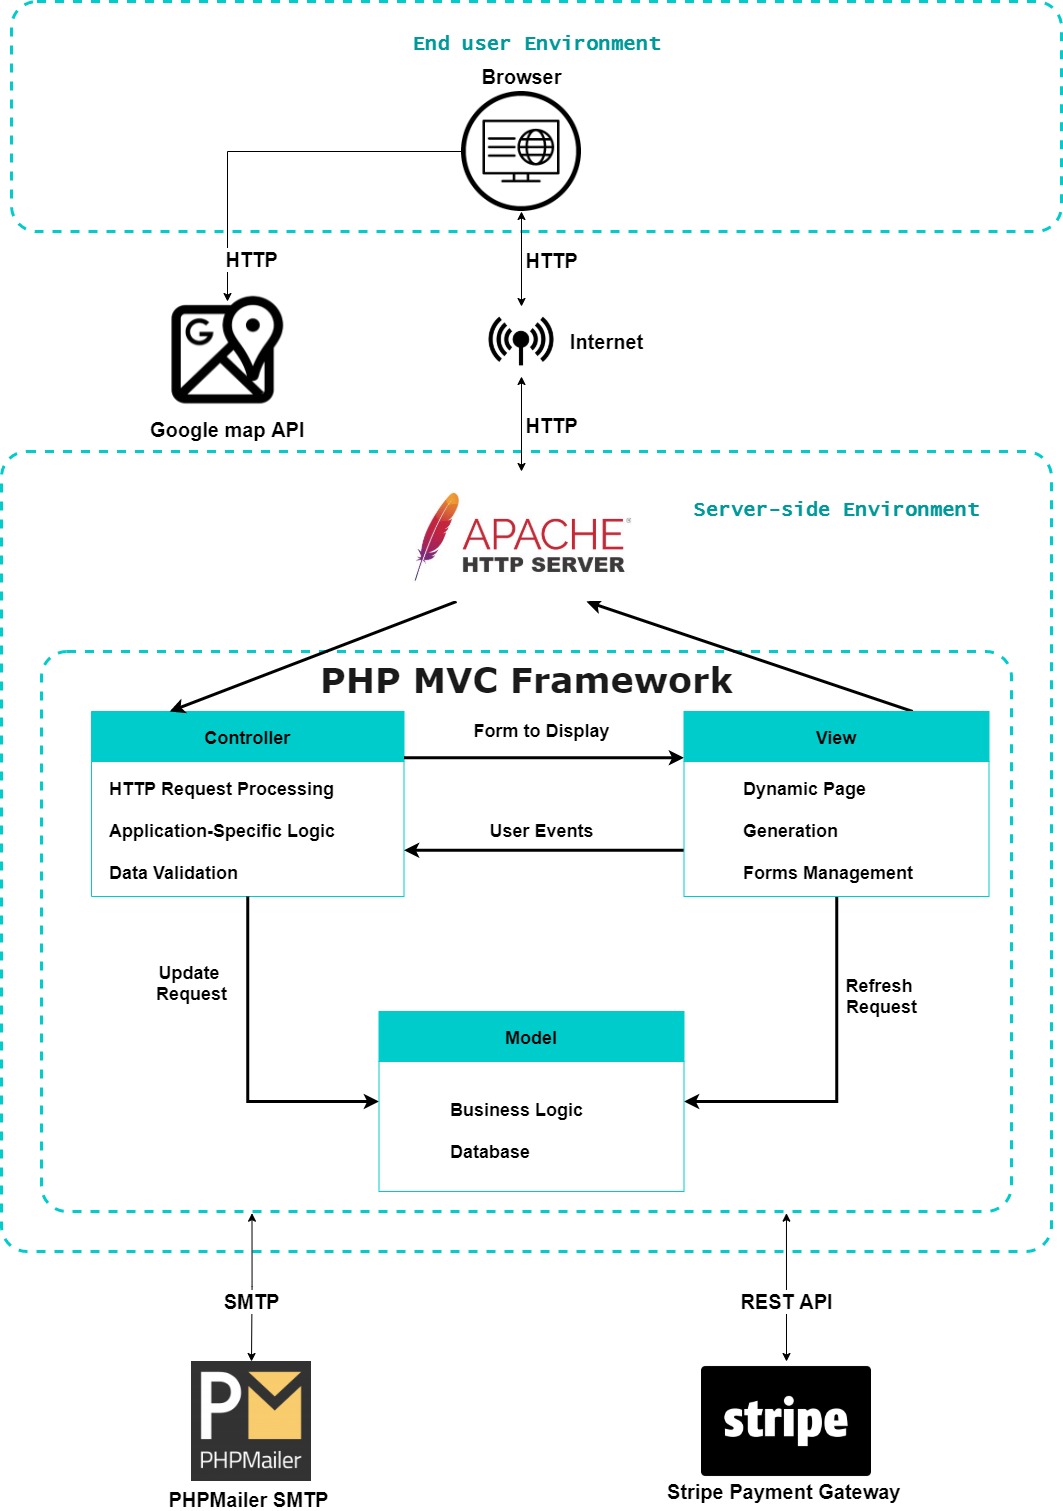 End user Environment
Browser
HTTP
HTTP
G
Internet
Google map API
HTTP
Server-side Environment
APACHE
HTTP SERVER
PHP MVC Framework
Controller
Form to Display
View
HTTP Request Processing
Application-Specific Logic
Data Validation
User Events
Dynamic Page
Generation
Forms Management
Update
Request
Refresh
Request
Model
Business Logic
Database
SMTP
REST API
PM
PHPMailer
stripe
PHPMailer SMTP
Stripe Payment Gateway